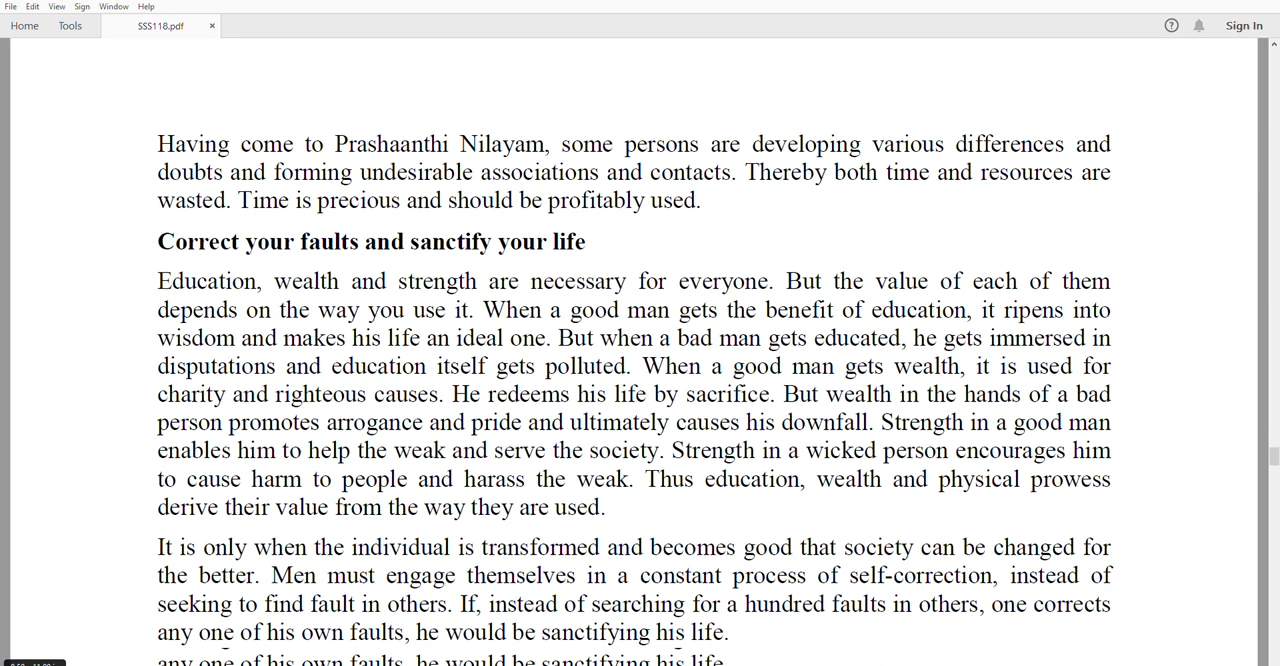 File Edit View Sign Window Help
Home Tools SSS118.pdf × ? Sign In
Having come to Prashaanthi Nilayam, some persons are developing various differences and
doubts and forming undesirable associations and contacts. Thereby both time and resources are
wasted. Time is precious and should be profitably used.
Correct your faults and sanctify your life
Education, wealth and strength are necessary for everyone. But the value of each of them
depends on the way you use it. When a good man gets the benefit of education, it ripens into
wisdom and makes his life an ideal one. But when a bad man gets educated, he gets immersed in
disputations and education itself gets polluted. When a good man gets wealth, it is used for
charity and righteous causes. He redeems his life by sacrifice. But wealth in the hands of a bad
person promotes arrogance and pride and ultimately causes his downfall. Strength in a good man
enables him to help the weak and serve the society. Strength in a wicked person encourages him
to cause harm to people and harass the weak. Thus education, wealth and physical prowess
derive their value from the way they are used.
It is only when the individual is transformed and becomes good that society can be changed for
the better. Men must engage themselves in a constant process of self-correction, instead of
seeking to find fault in others. If, instead of searching for a hundred faults in others, one corrects
any one of his own faults, he would be sanctifying his life.
any one of his own faults, he would be sanctifying his life.